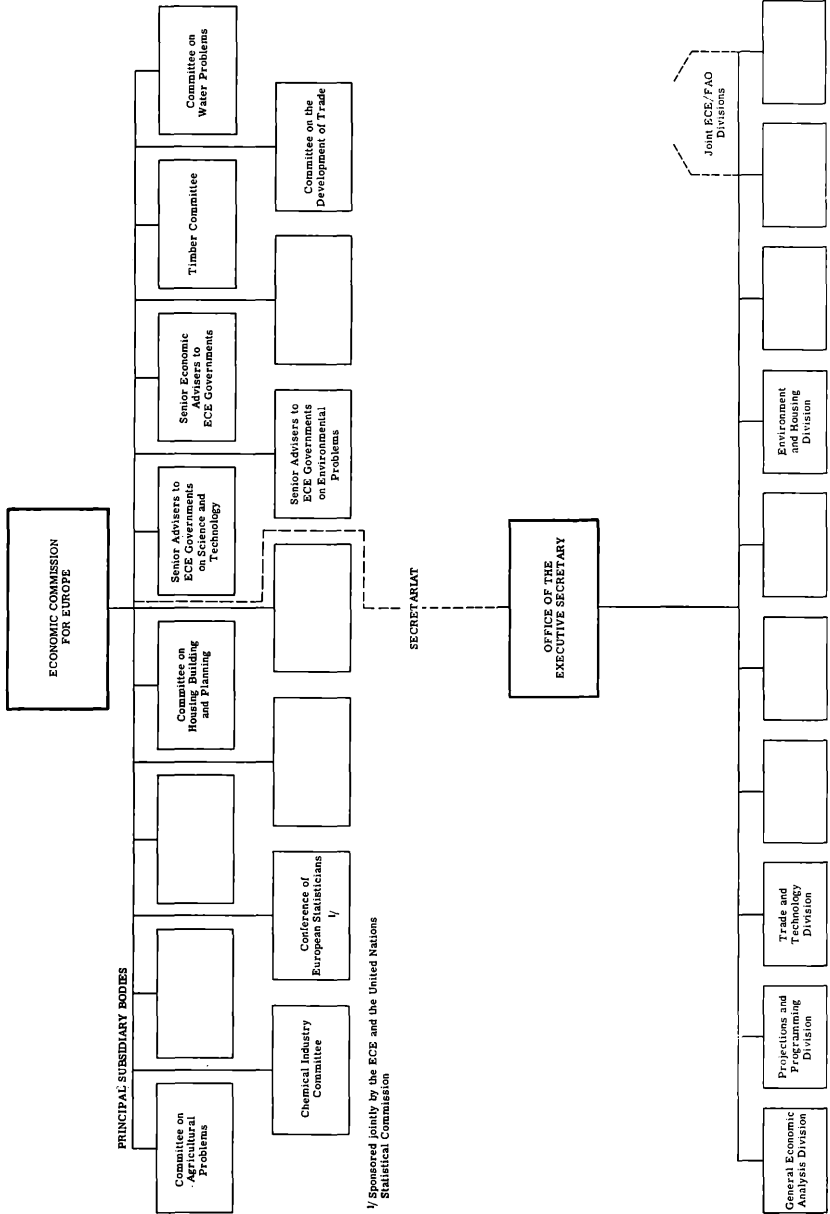 ECONOMIC COMMISSION
FOR EUROPE
PRINCIPAL SUBSIDIARY BODIES
Committee on
Agricultural
Problems
Committee on
Housing Building
and Planning
Senior Advisers to
ECE Governments
on Science and
Technology
Senior Economic
Advisers to
ECE Governments
Timber Committee
Committee on
Water Problems
Chemical Industry
Committee
Conference of
European Statisticians
1/
Senior Advisers to
ECE Governments
on Environmental
Problems
Committee on the
Development of Trade
1/ Sponsored jointly by the ECE and the United Nations
Statistical Commission
SECRETARIAT
OFFICE OF THE
EXECUTIVE SECRETARY
Joint ECE/FAO
Divisions
General Economic
Analysis Division
Projections and
Programming
Division
Trade and
Technology
Division
Environment
and Housing
Division